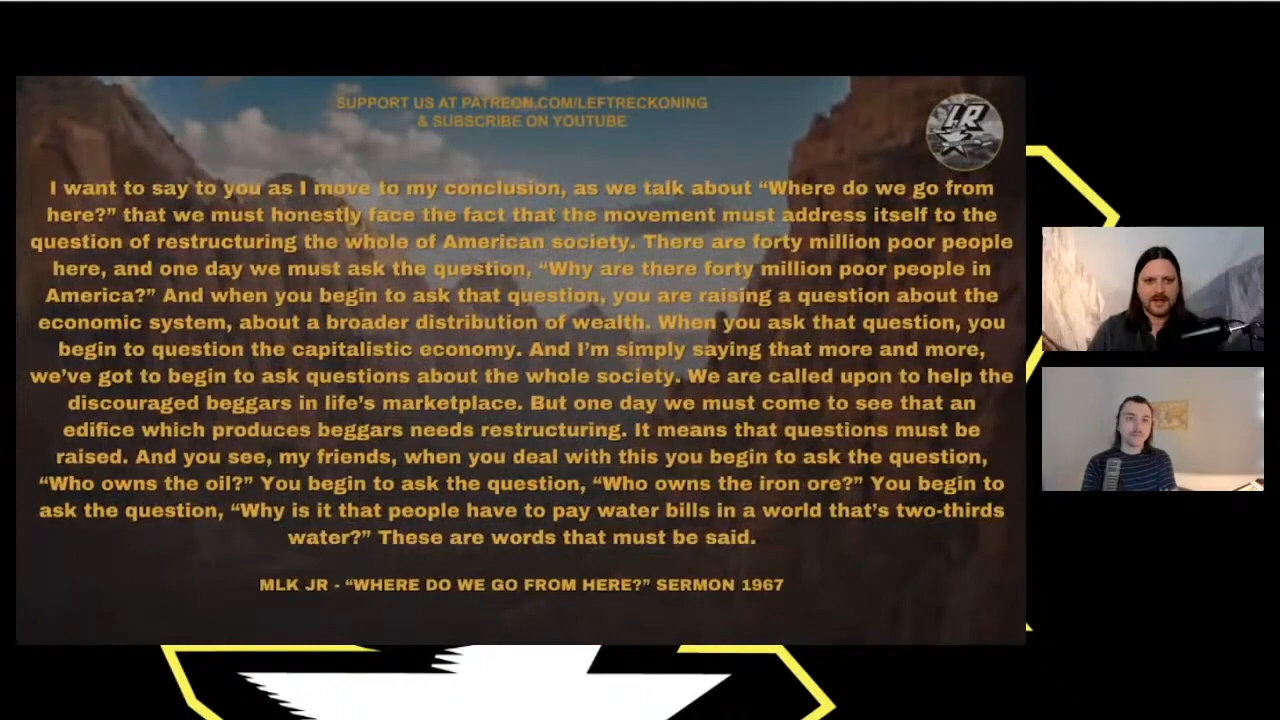 SUPPORT US AT PATREON.COM/LEFTRECKONING
& SUBSCRIBE ON YOUTUBE
LR
I want to say to you as I move to my conclusion, as we talk about “Where do we go from
here?” that we must honestly face the fact that the movement must address itself to the
question of restructuring the whole of American society. There are forty million poor people
here, and one day we must ask the question, “Why are there forty million poor people in
America?” And when you begin to ask that question, you are raising a question about the
economic system, about a broader distribution of wealth. When you ask that question, you
begin to question the capitalistic economy. And I’m simply saying that more and more,
we’ve got to begin to ask questions about the whole society. We are called upon to help the
discouraged beggars in life’s marketplace. But one day we must come to see that an
edifice which produces beggars needs restructuring. It means that questions must be
raised. And you see, my friends, when you deal with this you begin to ask the question,
“Who owns the oil?” You begin to ask the question, “Who owns the iron ore?” You begin to
ask the question, “Why is it that people have to pay water bills in a world that’s two-thirds
water?” These are words that must be said.
MLK JR - “WHERE DO WE GO FROM HERE?” SERMON 1967